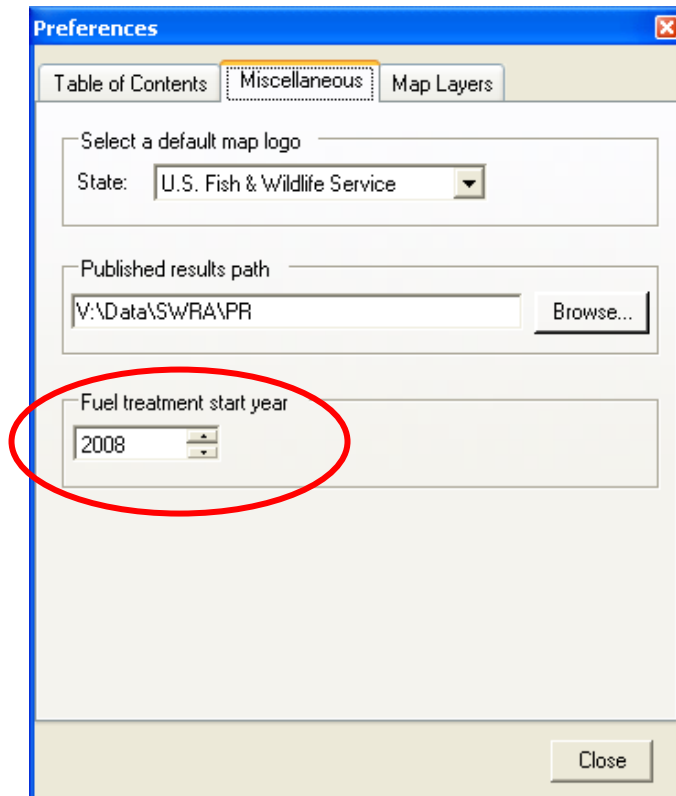 Preferences
Table of Contents Miscellaneous Map Layers
Select a default map logo
State: U.S. Fish & Wildlife Service
Published results path
V:\Data\SWRA\PR Browse...
Fuel treatment start year
2008
Close